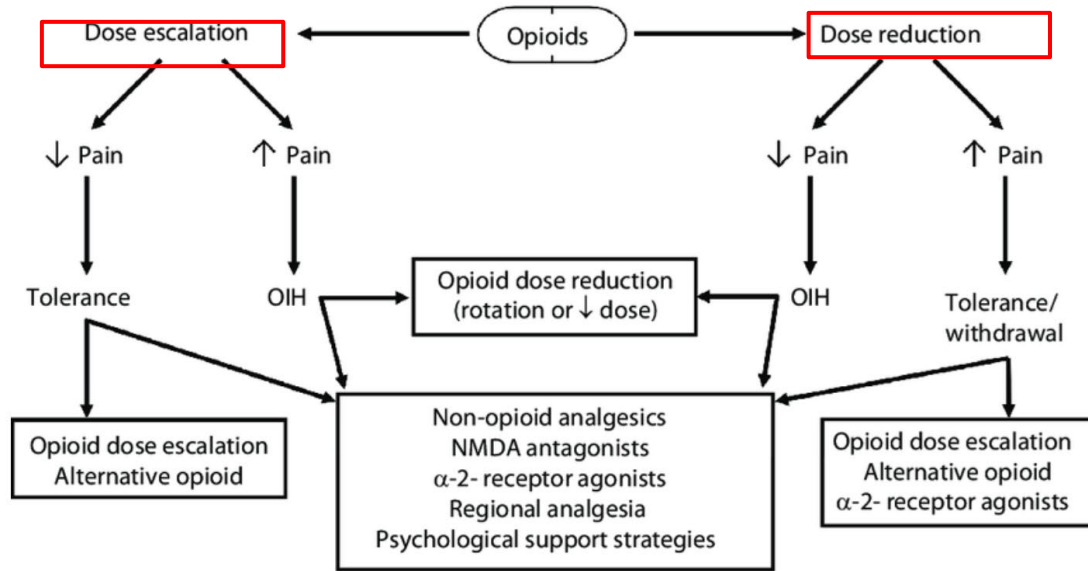 Dose escalation
Opioids
Dose reduction
↓ Pain
↑ Pain
↓ Pain
↑ Pain
Tolerance
OIH
Opioid dose reduction
(rotation or ↓ dose)
OIH
Tolerance/
withdrawal
Opioid dose escalation
Alternative opioid
Non-opioid analgesics
NMDA antagonists
α-2- receptor agonists
Regional analgesia
Psychological support strategies
Opioid dose escalation
Alternative opioid
α-2- receptor agonists